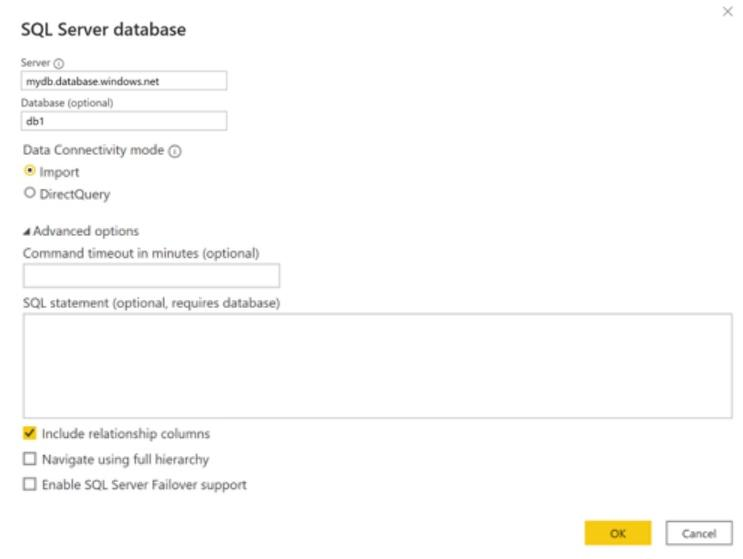 SQL Server database
Server
mydb.database.windows.net
Database (optional)
db1
Data Connectivity mode
Import
DirectQuery
Advanced options
Command timeout in minutes (optional)
SQL statement (optional, requires database)
Include relationship columns
Navigate using full hierarchy
Enable SQL Server Failover support
OK Cancel